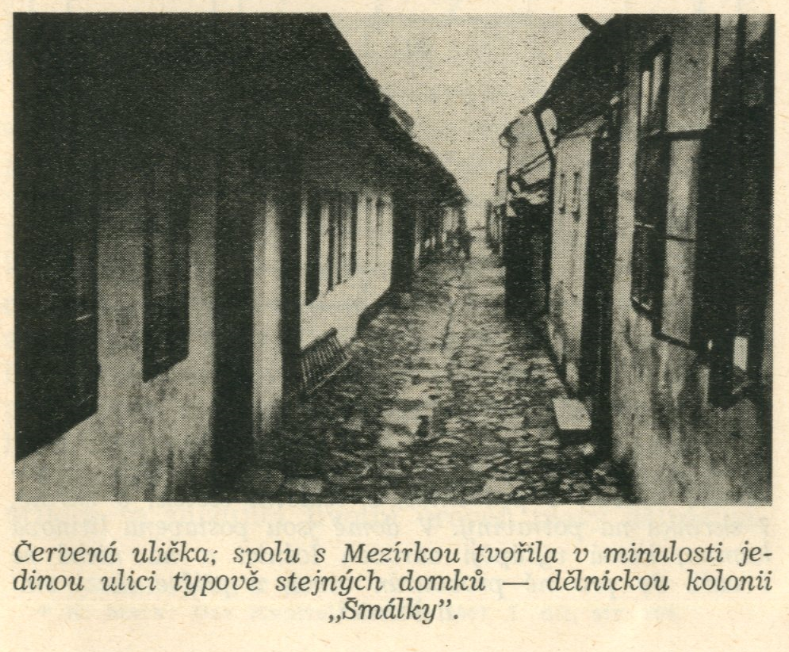 Červená ulička; spolu s Mezírkou tvořila v minulosti je-
dinou ulici typově stejných domků — dělnickou kolonii
„Šmálky”.